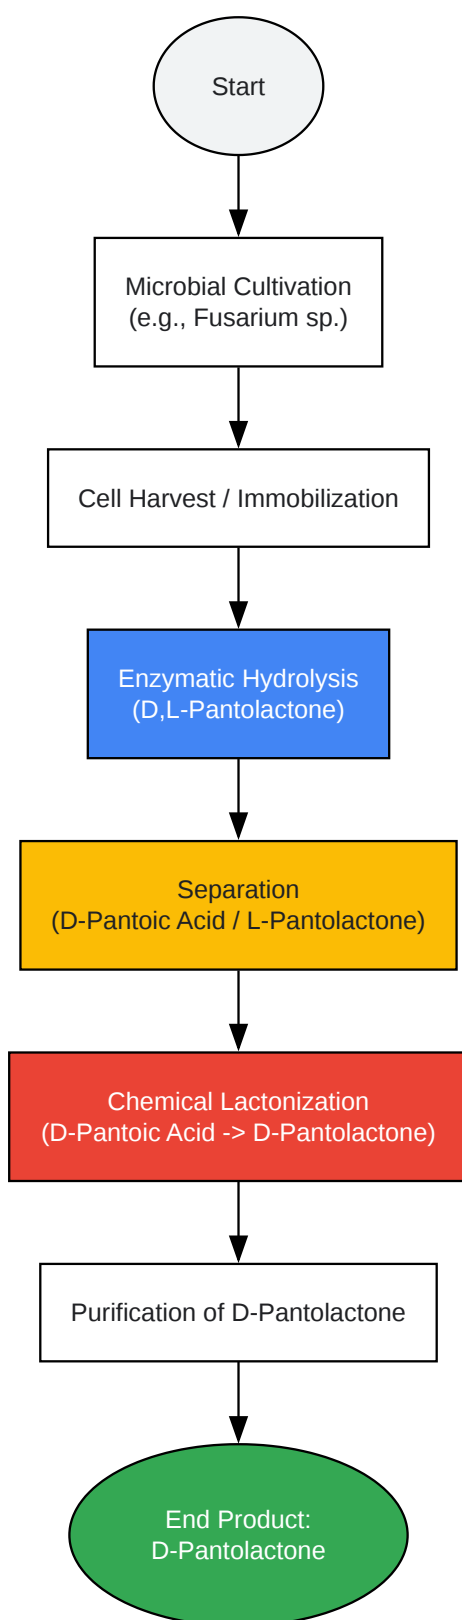 Start
Microbial Cultivation
(e.g., Fusarium sp.)
Cell Harvest / Immobilization
Enzymatic Hydrolysis
(D,L-Pantolactone)
Separation
(D-Pantoic Acid / L-Pantolactone)
Chemical Lactonization
(D-Pantoic Acid -> D-Pantolactone)
Purification of D-Pantolactone
End Product:
D-Pantolactone